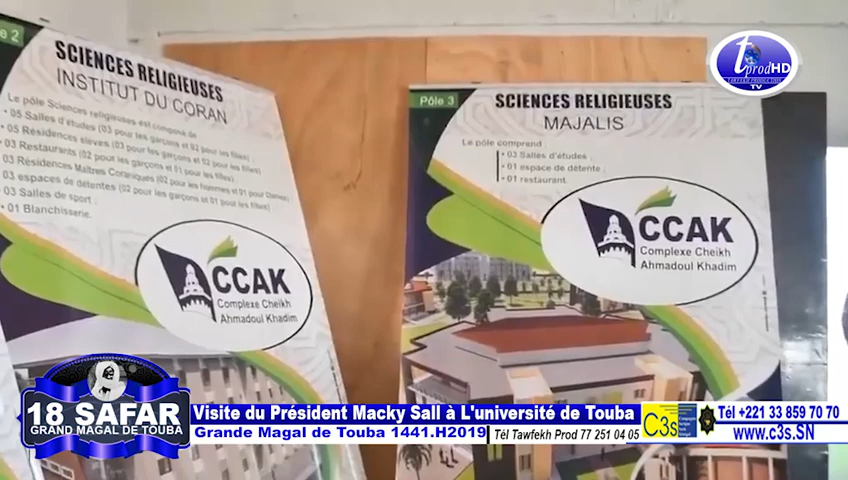 e 2
SCIENCES RELIGIEUSES
INSTITUT DU CORAN
Le pôle Sciences religieuses est composé de
• 05 Salles d'études (03 pour les garçons et 02 pour les filles)
• 05 Résidences élèves (03 pour les garçons et 02 pour les filles)
• 03 Restaurants (02 pour les garçons et 01 pour les filles)
03 Résidences Maîtres Coraniques (02 pour les hommes et 01 pour Dames)
03 espaces de détentes (02 pour les garçons et 01 pour les filles)
03 Salles de sport ;
• 01 Blanchisserie.
CCAK
Complexe Cheikh
Ahmadoul Khadim
Pôle 3
SCIENCES RELIGIEUSES
MAJALIS
Le pôle comprend :
• 03 Salles d'études ;
• 01 espace de détente ;
• 01 restaurant.
CCAK
Complexe Cheikh
Ahmadoul Khadim
tprodHD
TAWFEKH PRODUCTION
TV
18 SAFAR
GRAND MAGAL DE TOUBA
Visite du Président Macky Sall à L'université de Touba
Grande Magal de Touba 1441.H2019
Tél Tawfekh Prod 77 251 04 05
C3s
Tél +221 33 859 70 70
www.c3s.SN